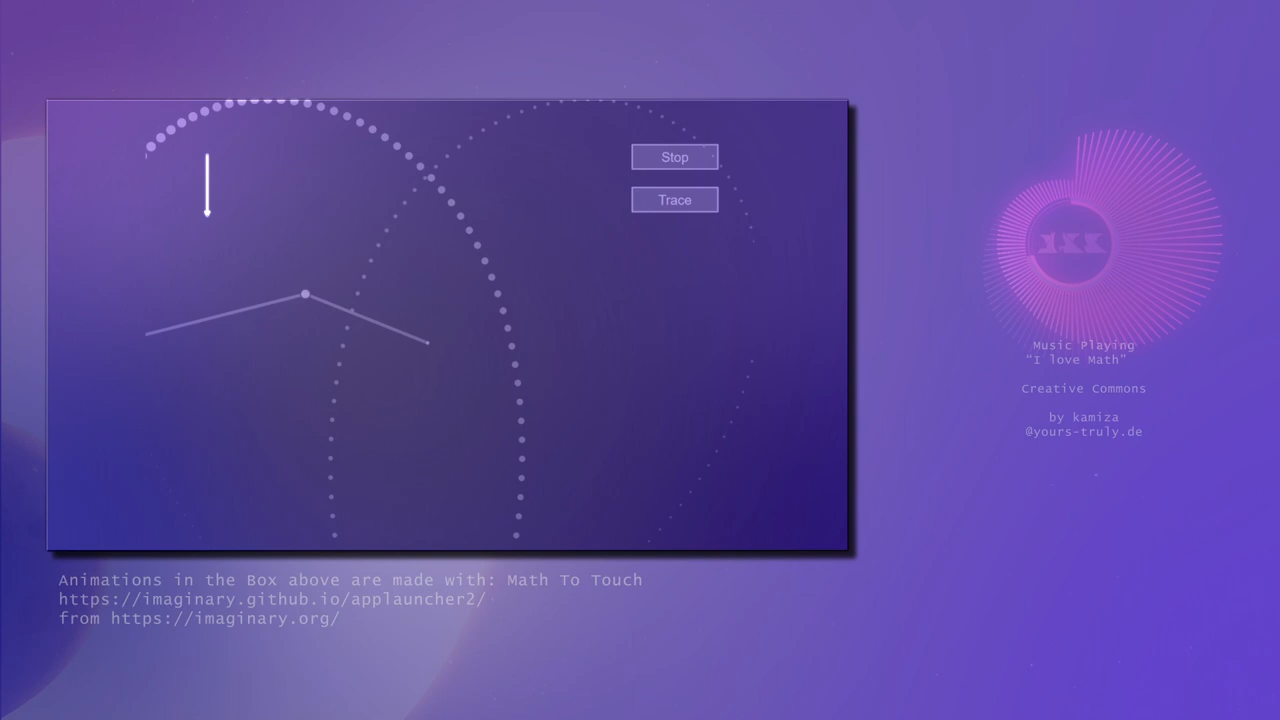 Stop
Trace
Music Playing
“I love Math”
Creative Commons
by kamiza
@yours-truly.de
Animations in the Box above are made with: Math To Touch
https://imaginary.github.io/applauncher2/
from https://imaginary.org/